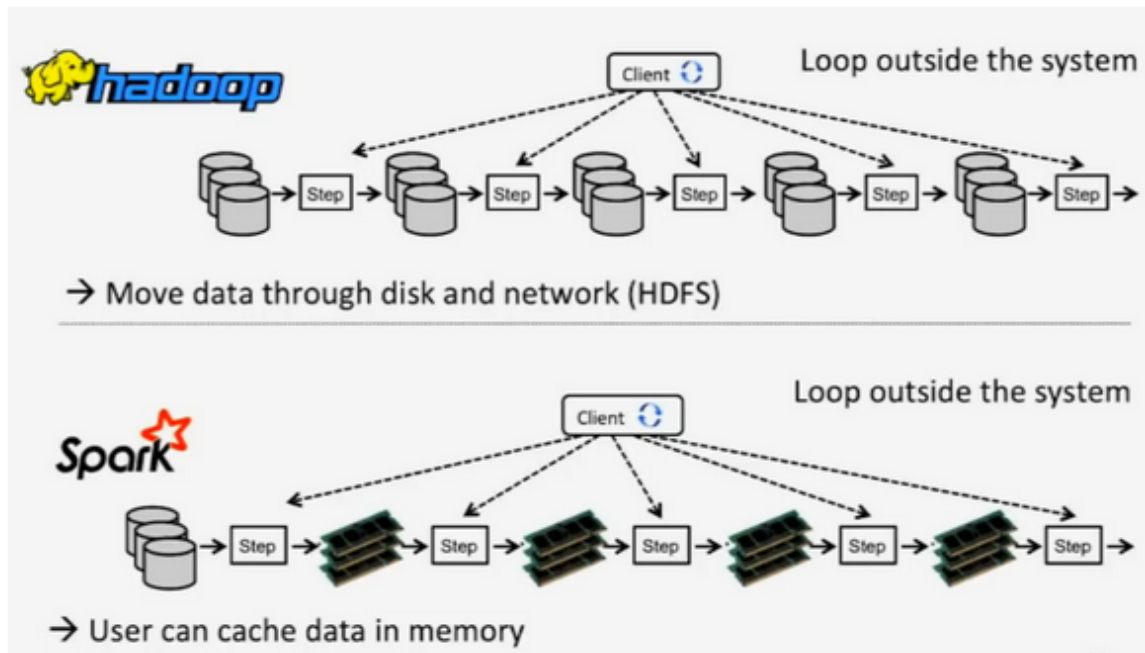 hadoop
Client
Loop outside the system
Step
Step
Step
Step
Step
→ Move data through disk and network (HDFS)
Loop outside the system
Client
Spark
Step
Step
Step
Step
Step
→ User can cache data in memory